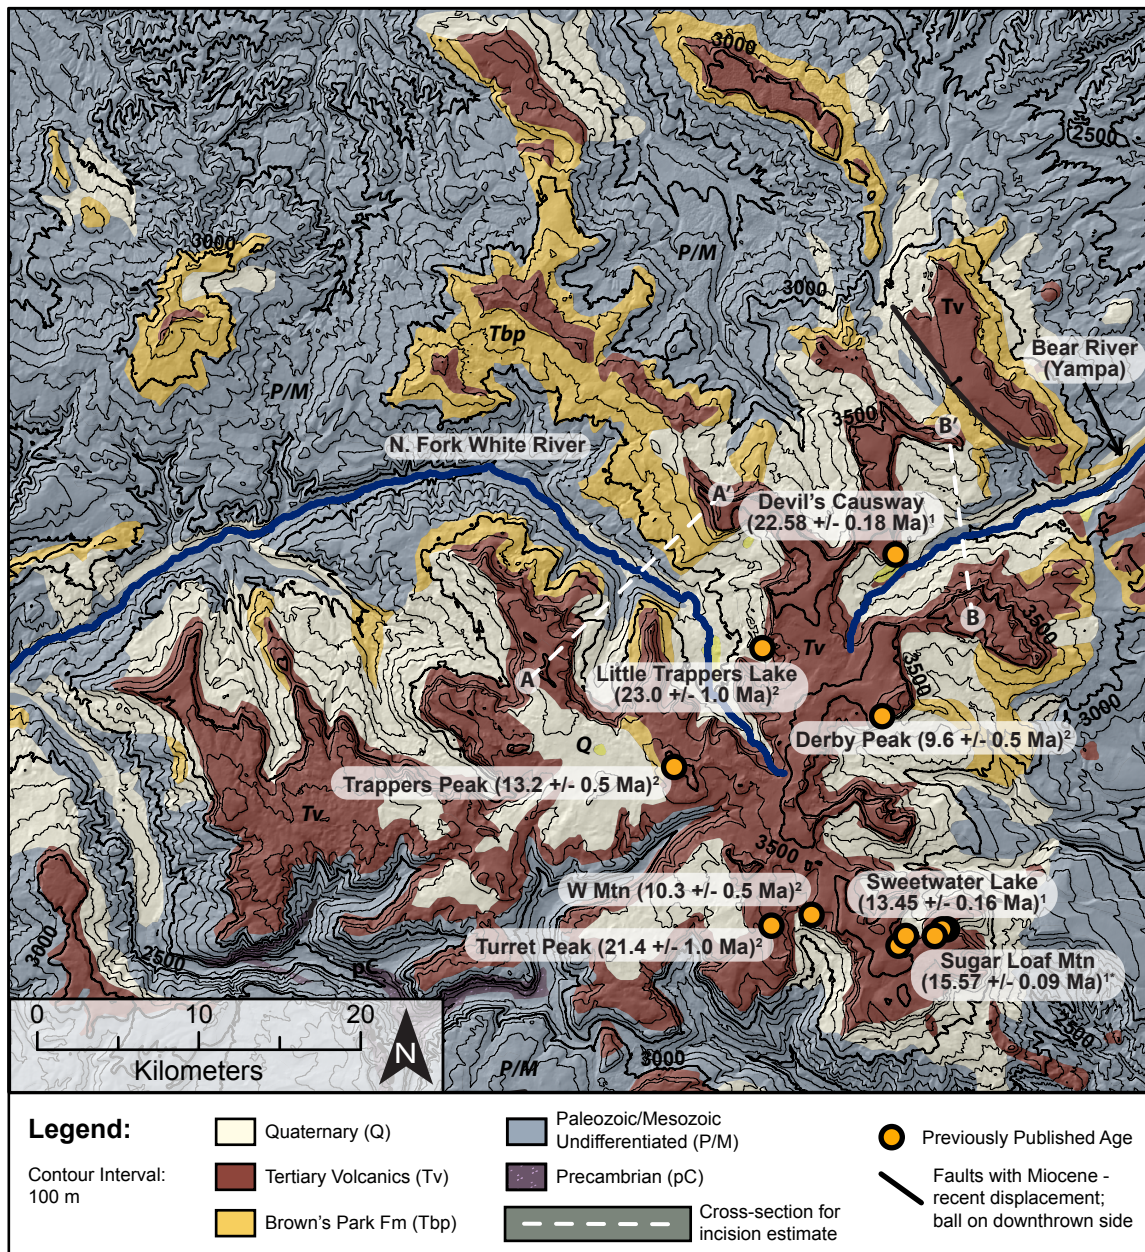 3000
2500
3000
P/M
3000
Tv
Bear River
(Yampa)
Tbp
P/M
3500
B'
N. Fork White River
A'
Devil's Causway
(22.58 +/- 0.18 Ma)¹
A
Little Trappers Lake
(23.0 +/- 1.0 Ma)²
Tv
B
3500
3500
3000
Q
Derby Peak (9.6 +/- 0.5 Ma)²
Trappers Peak (13.2 +/- 0.5 Ma)²
Tv
3500
W Mtn (10.3 +/- 0.5 Ma)²
Sweetwater Lake
(13.45 +/- 0.16 Ma)¹
Turret Peak (21.4 +/- 1.0 Ma)²
Sugar Loaf Mtn
(15.57 +/- 0.09 Ma)¹*
3000
2500
pC
2500
0 10 20
Kilometers
N
P/M
3000
Legend:
Contour Interval:
100 m
Quaternary (Q)
Tertiary Volcanics (Tv)
Brown's Park Fm (Tbp)
Paleozoic/Mesozoic
Undifferentiated (P/M)
Precambrian (pC)
Cross-section for
incision estimate
Previously Published Age
Faults with Miocene -
recent displacement;
ball on downthrown side